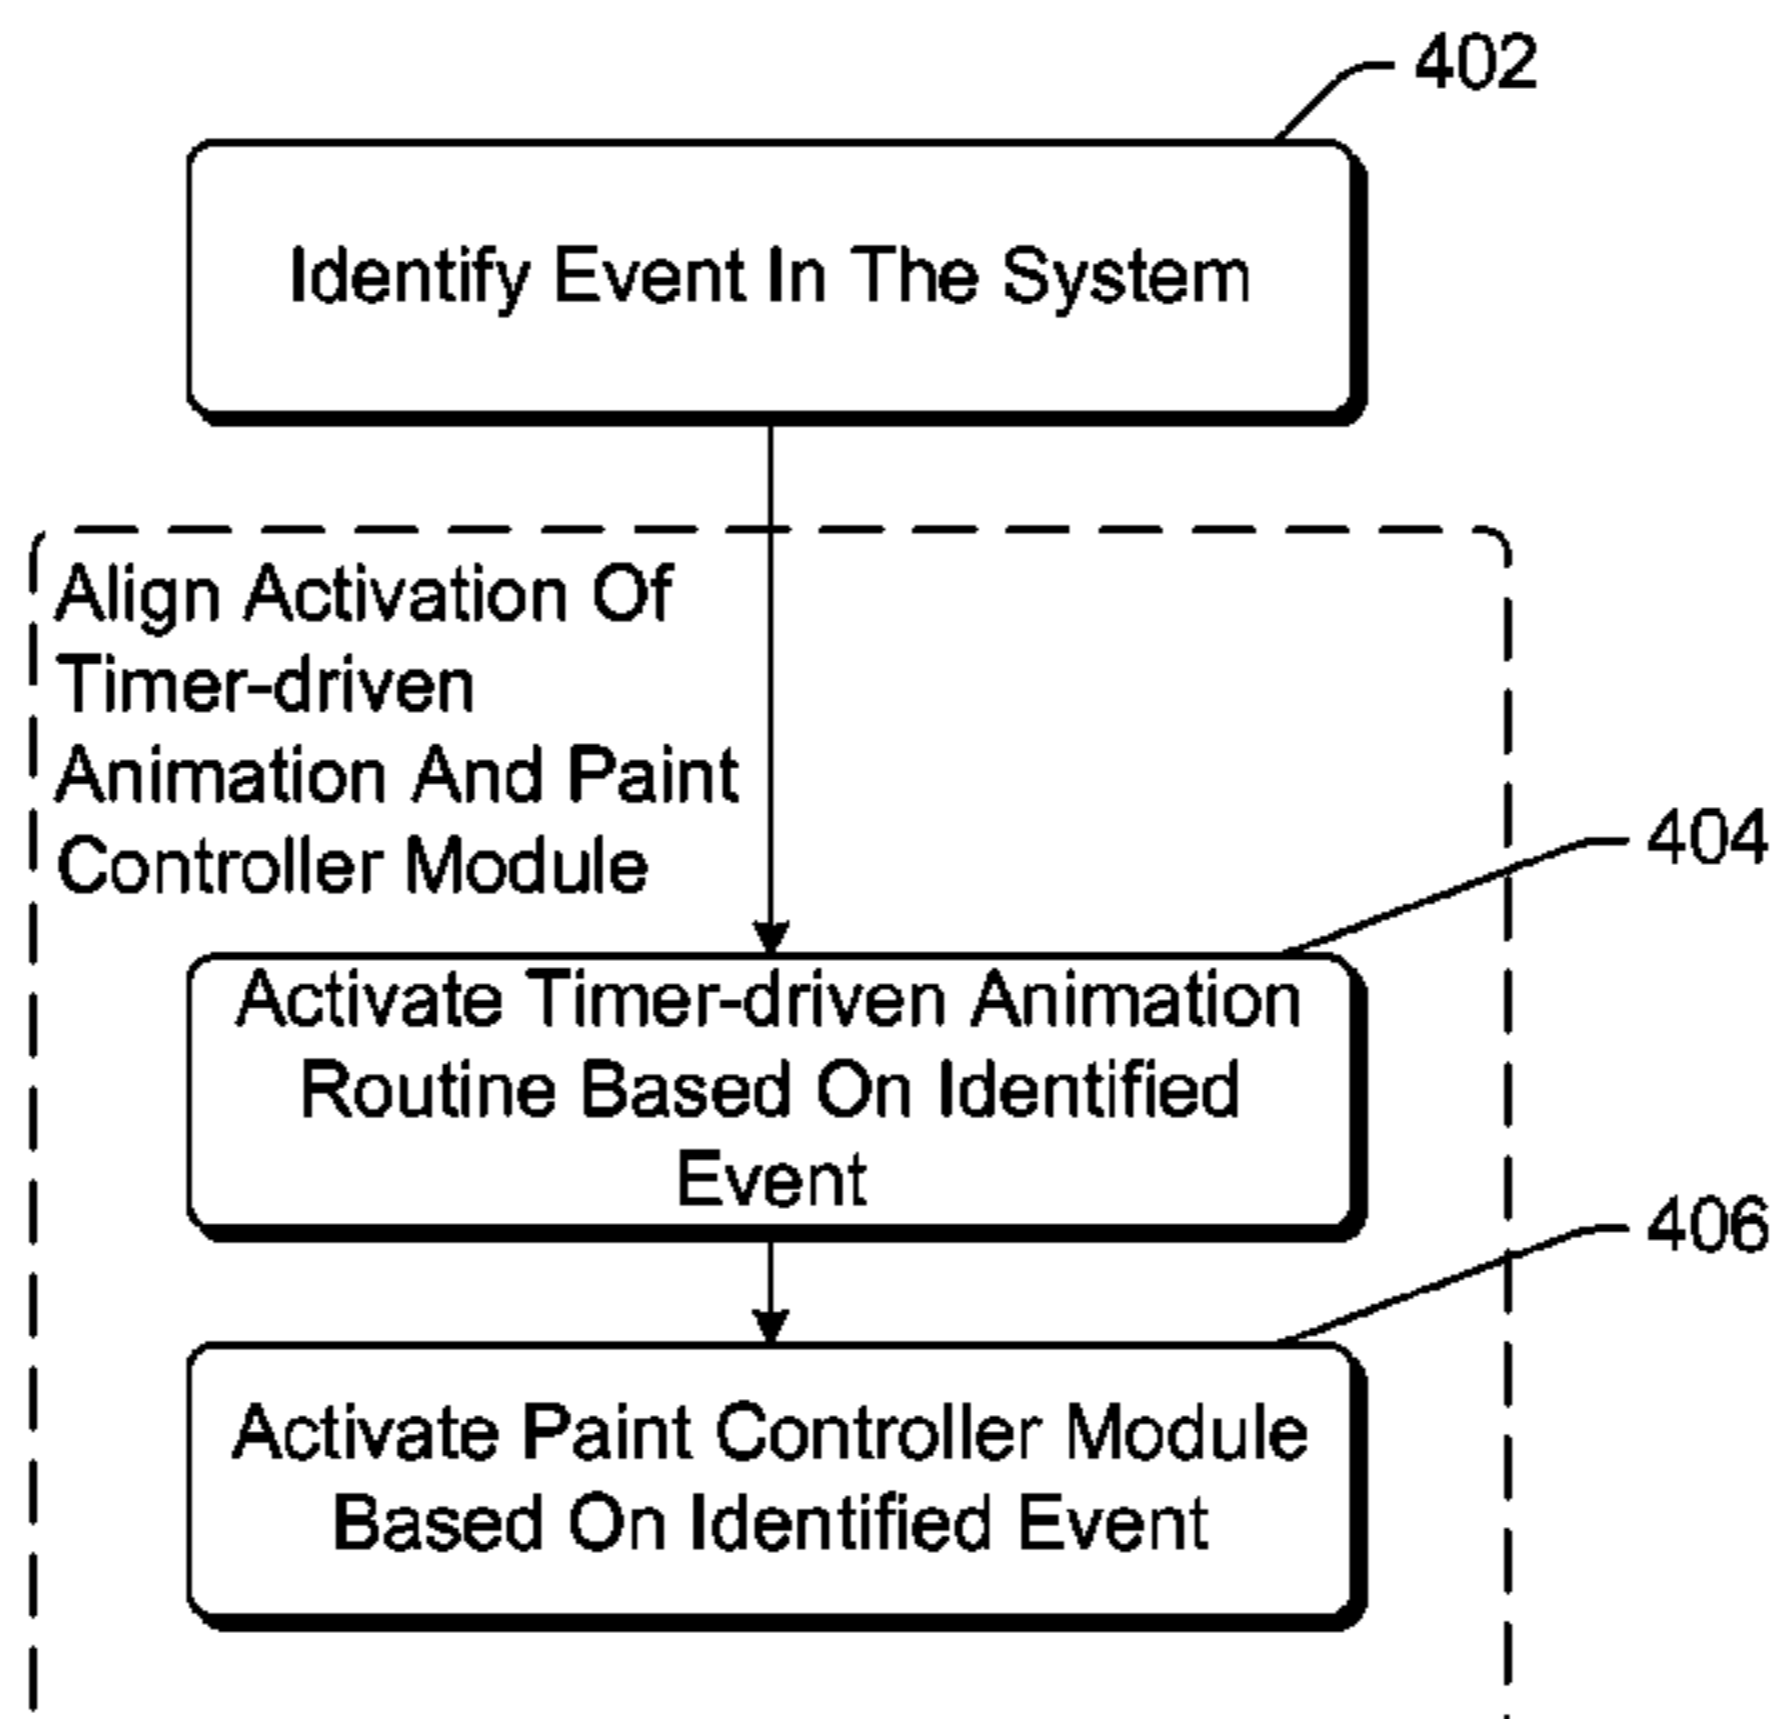 402
Identify Event In The System
Align Activation Of
Timer-driven
Animation And Paint
Controller Module
404
Activate Timer-driven Animation
Routine Based On Identified
Event
406
Activate Paint Controller Module
Based On Identified Event